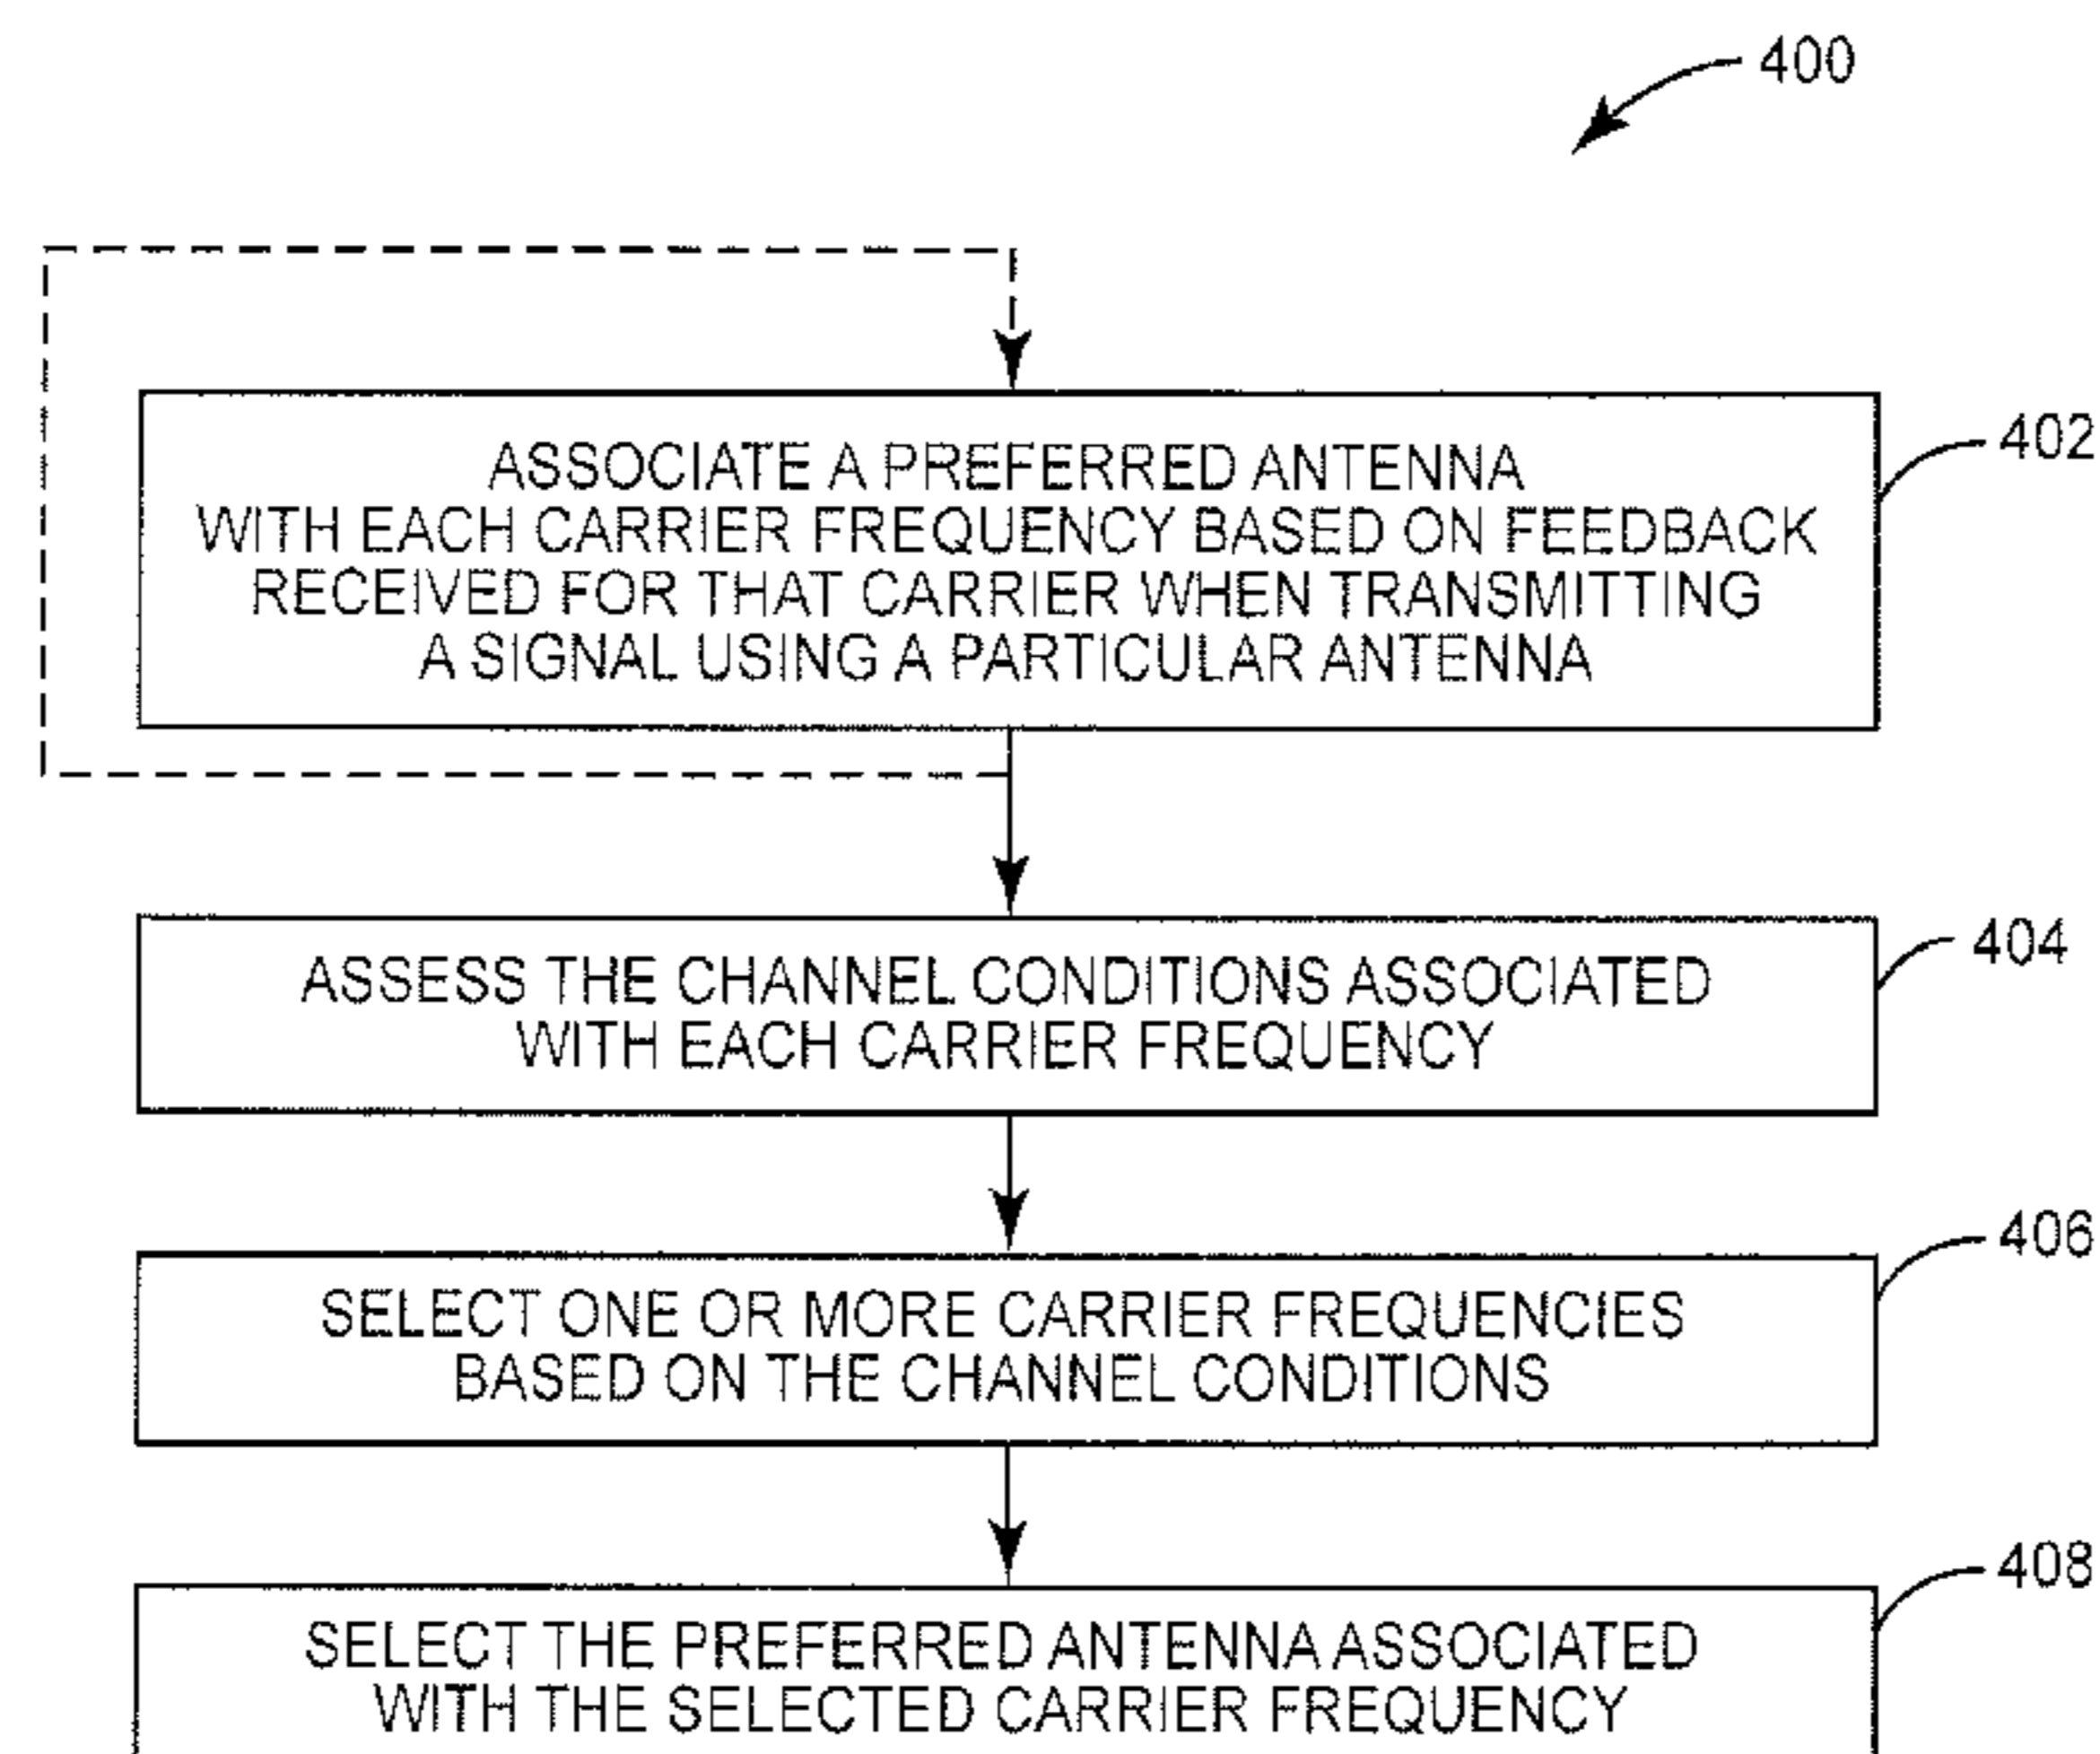 400
ASSOCIATE A PREFERRED ANTENNA
WITH EACH CARRIER FREQUENCY BASED ON FEEDBACK
RECEIVED FOR THAT CARRIER WHEN TRANSMITTING
A SIGNAL USING A PARTICULAR ANTENNA
402
ASSESS THE CHANNEL CONDITIONS ASSOCIATED
WITH EACH CARRIER FREQUENCY
404
SELECT ONE OR MORE CARRIER FREQUENCIES
BASED ON THE CHANNEL CONDITIONS
406
SELECT THE PREFERRED ANTENNA ASSOCIATED
WITH THE SELECTED CARRIER FREQUENCY
408